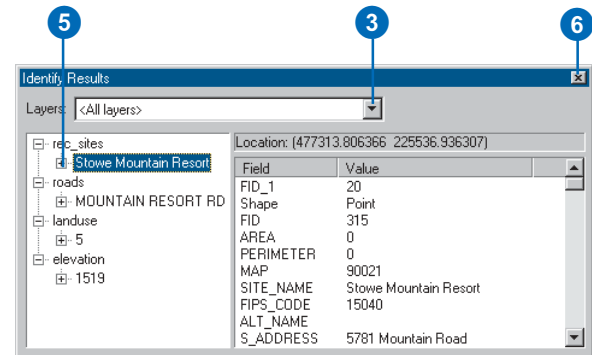 5 3 6
Identify Results
Layers: <All layers>
rec_sites
Stowe Mountain Resort
roads
MOUNTAIN RESORT RD
landuse
5
elevation
1519
Location: (477313.806366 225536.936307)
Field Value
FID_1 20
Shape Point
FID 315
AREA 0
PERIMETER 0
MAP 90021
SITE_NAME Stowe Mountain Resort
FIPS_CODE 15040
ALT_NAME
S_ADDRESS 5781 Mountain Road